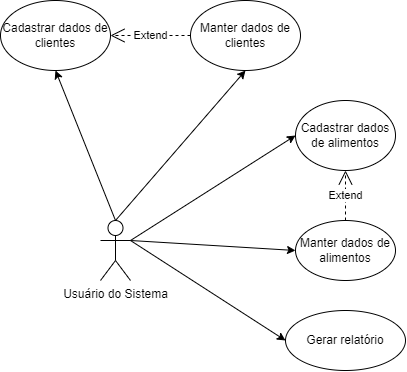 Cadastrar dados de
clientes
Extend
Manter dados de
clientes
Cadastrar dados
de alimentos
Extend
Manter dados de
alimentos
Usuário do Sistema
Gerar relatório